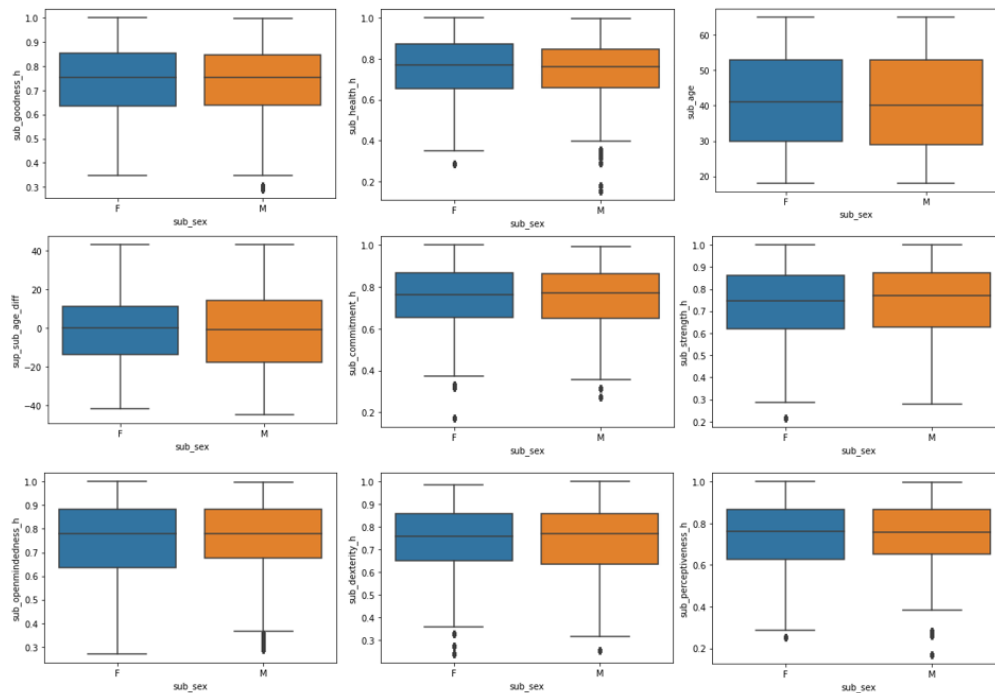 sub_goodness_h
1.0
0.9
0.8
0.7
0.6
0.5
0.4
0.3
F M
sub_sex
sub_health_h
1.0
0.8
0.6
0.4
0.2
F M
sub_sex
sub_age
60
50
40
30
20
F M
sub_sex
sup_sub_age_diff
40
20
0
−20
−40
F M
sub_sex
sub_commitment_h
1.0
0.8
0.6
0.4
0.2
F M
sub_sex
sub_strength_h
1.0
0.9
0.8
0.7
0.6
0.5
0.4
0.3
0.2
F M
sub_sex
sub_openmindedness_h
1.0
0.9
0.8
0.7
0.6
0.5
0.4
0.3
F M
sub_sex
sub_dexterity_h
1.0
0.9
0.8
0.7
0.6
0.5
0.4
0.3
F M
sub_sex
sub_perceptiveness_h
1.0
0.8
0.6
0.4
0.2
F M
sub_sex